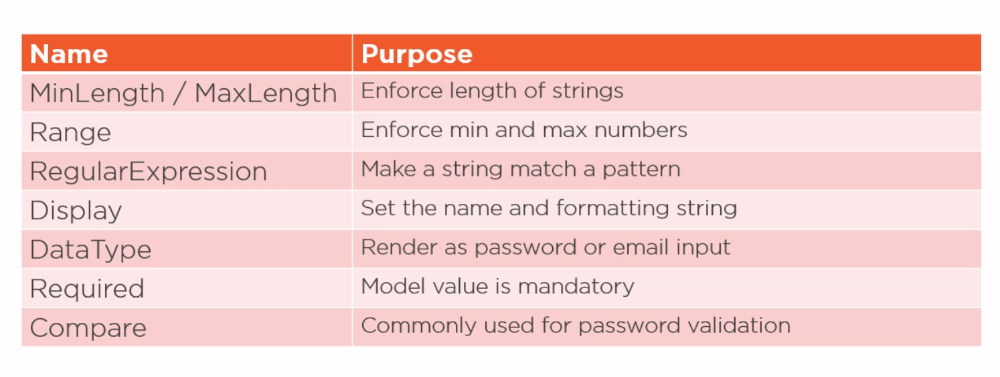 Name Purpose
MinLength / MaxLength Enforce length of strings
Range Enforce min and max numbers
RegularExpression Make a string match a pattern
Display Set the name and formatting string
DataType Render as password or email input
Required Model value is mandatory
Compare Commonly used for password validation